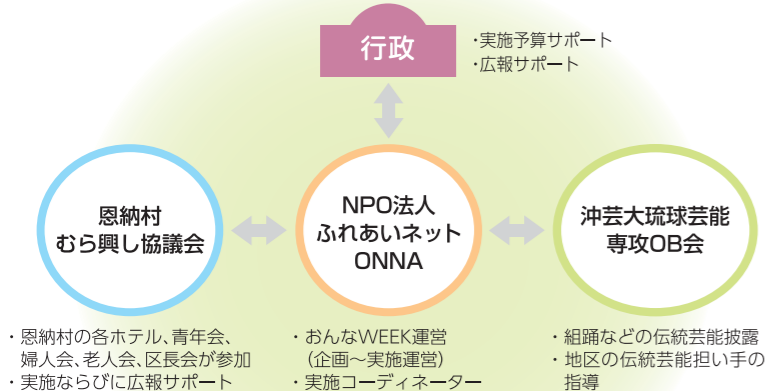 行政
・実施予算サポート
・広報サポート
恩納村
むら興し協議会
NPO法人
ふれあいネット
ONNA
沖芸大琉球芸能
専攻OB会
・恩納村の各ホテル、青年会、
婦人会、老人会、区長会が参加
・実施ならびに広報サポート
・おんなWEEK運営
（企画〜実施運営）
・実施コーディネーター
・組踊などの伝統芸能披露
・地区の伝統芸能担い手の
指導